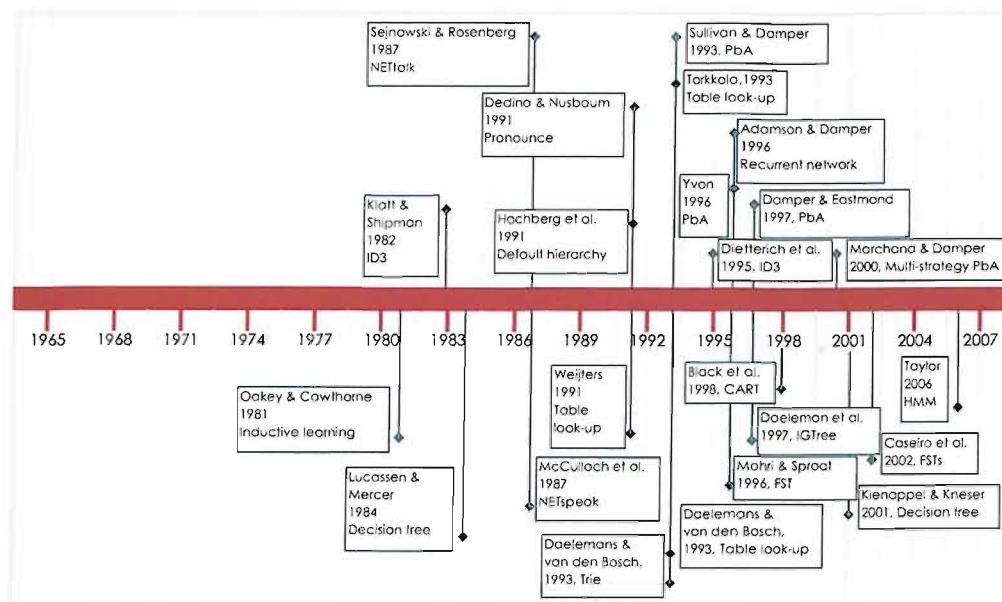 Sejnowski & Rosenberg
1987
NETtalk
Sullivan & Damper
1993, PbA
Torkkola, 1993
Table look-up
Dedina & Nusbaum
1991
Pronounce
Adamson & Damper
1996
Recurrent network
Yvon
1996
PbA
Klatt &
Shipman
1982
ID3
Hochberg et al.
1991
Default hierarchy
Damper & Eastmond
1997, PbA
Dietterich et al.
1995, ID3
Marchand & Damper
2000, Multi-strategy PbA
1965 1968 1971 1974 1977 1980 1983 1986 1989 1992 1995 1998 2001 2004 2007
Oakey & Cawthorne
1981
Inductive learning
Weijters
1991
Table
look-up
Black et al.
1998, CART
Taylor
2006
HMM
Daeleman et al.
1997, IGTree
Caseiro et al.
2002, FSTs
Lucassen &
Mercer
1984
Decision tree
McCulloch et al.
1987
NETspeak
Mohri & Sproat
1996, FST
Kienappel & Kneser
2001, Decision tree
Daelemans &
van den Bosch,
1993, Trie
Daelemans &
van den Bosch,
1993, Table look-up